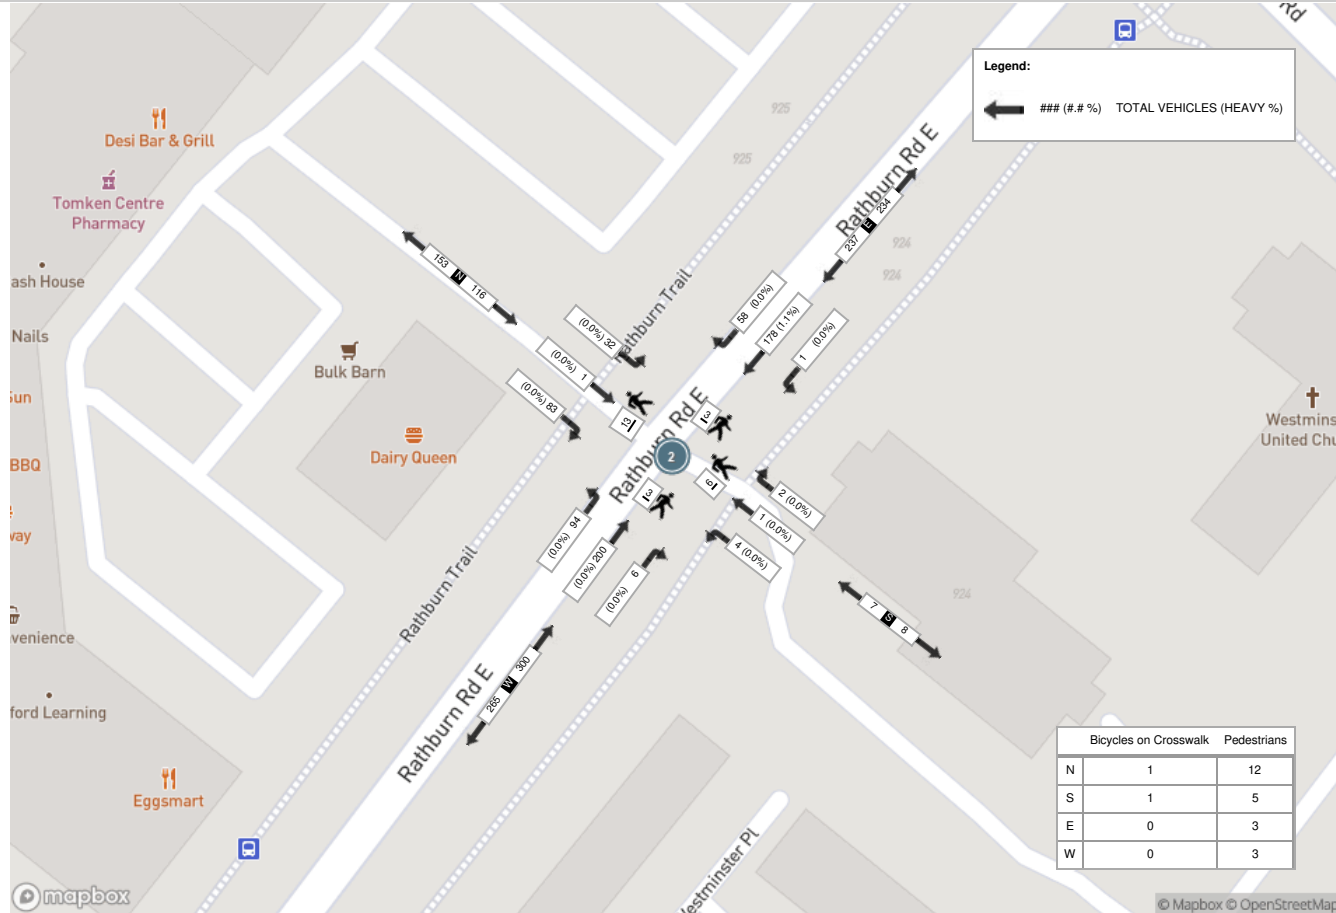 Rd
Legend:
### (#.# %) TOTAL VEHICLES (HEAVY %)
Desi Bar & Grill
Tomken Centre
Pharmacy
925
925
Rathburn Rd E
234
E
237
924
924
ash House
153
N
116
Rathburn Trail
58 (0.0%)
178 (1.1%)
1 (0.0%)
(0.0%) 32
(0.0%) 1
(0.0%) 83
Nails
Bulk Barn
Dairy Queen
Westmins
United Chu
13
3
Rathburn Rd E
2
3
6
2 (0.0%)
1 (0.0%)
4 (0.0%)
(0.0%) 94
(0.0%) 200
(0.0%) 6
BBQ
way
Rathburn Trail
924
7
S
8
venience
300
W
265
Rathburn Rd E
ford Learning
Eggsmart
Bicycles on Crosswalk Pedestrians
N 1 12
S 1 5
E 0 3
W 0 3
estminster Pl
mapbox
© Mapbox © OpenStreetMap